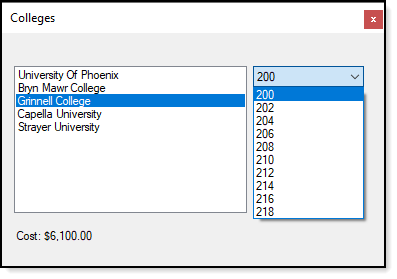 Colleges
x
University Of Phoenix
Bryn Mawr College
Grinnell College
Capella University
Strayer University
200
200
202
204
206
208
210
212
214
216
218
Cost: $6,100.00